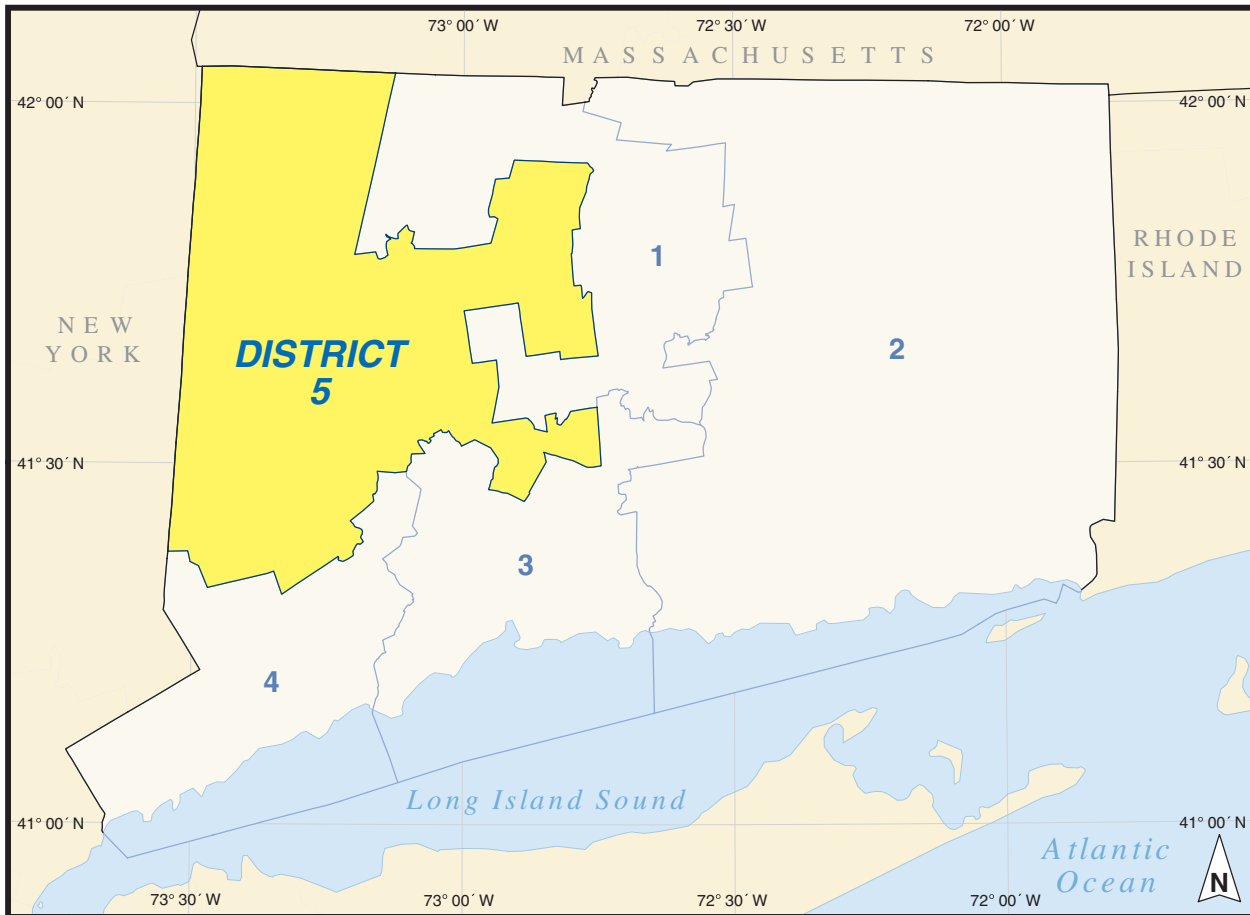 73° 00´ W
72° 30´ W
72° 00´ W
MASSACHUSETTS
42° 00´ N
42° 00´ N
1
RHODE
ISLAND
NEW
YORK
DISTRICT
5
2
41° 30´ N
41° 30´ N
3
4
Long Island Sound
41° 00´ N
41° 00´ N
Atlantic
Ocean
N
73° 30´ W
73° 00´ W
72° 30´ W
72° 00´ W